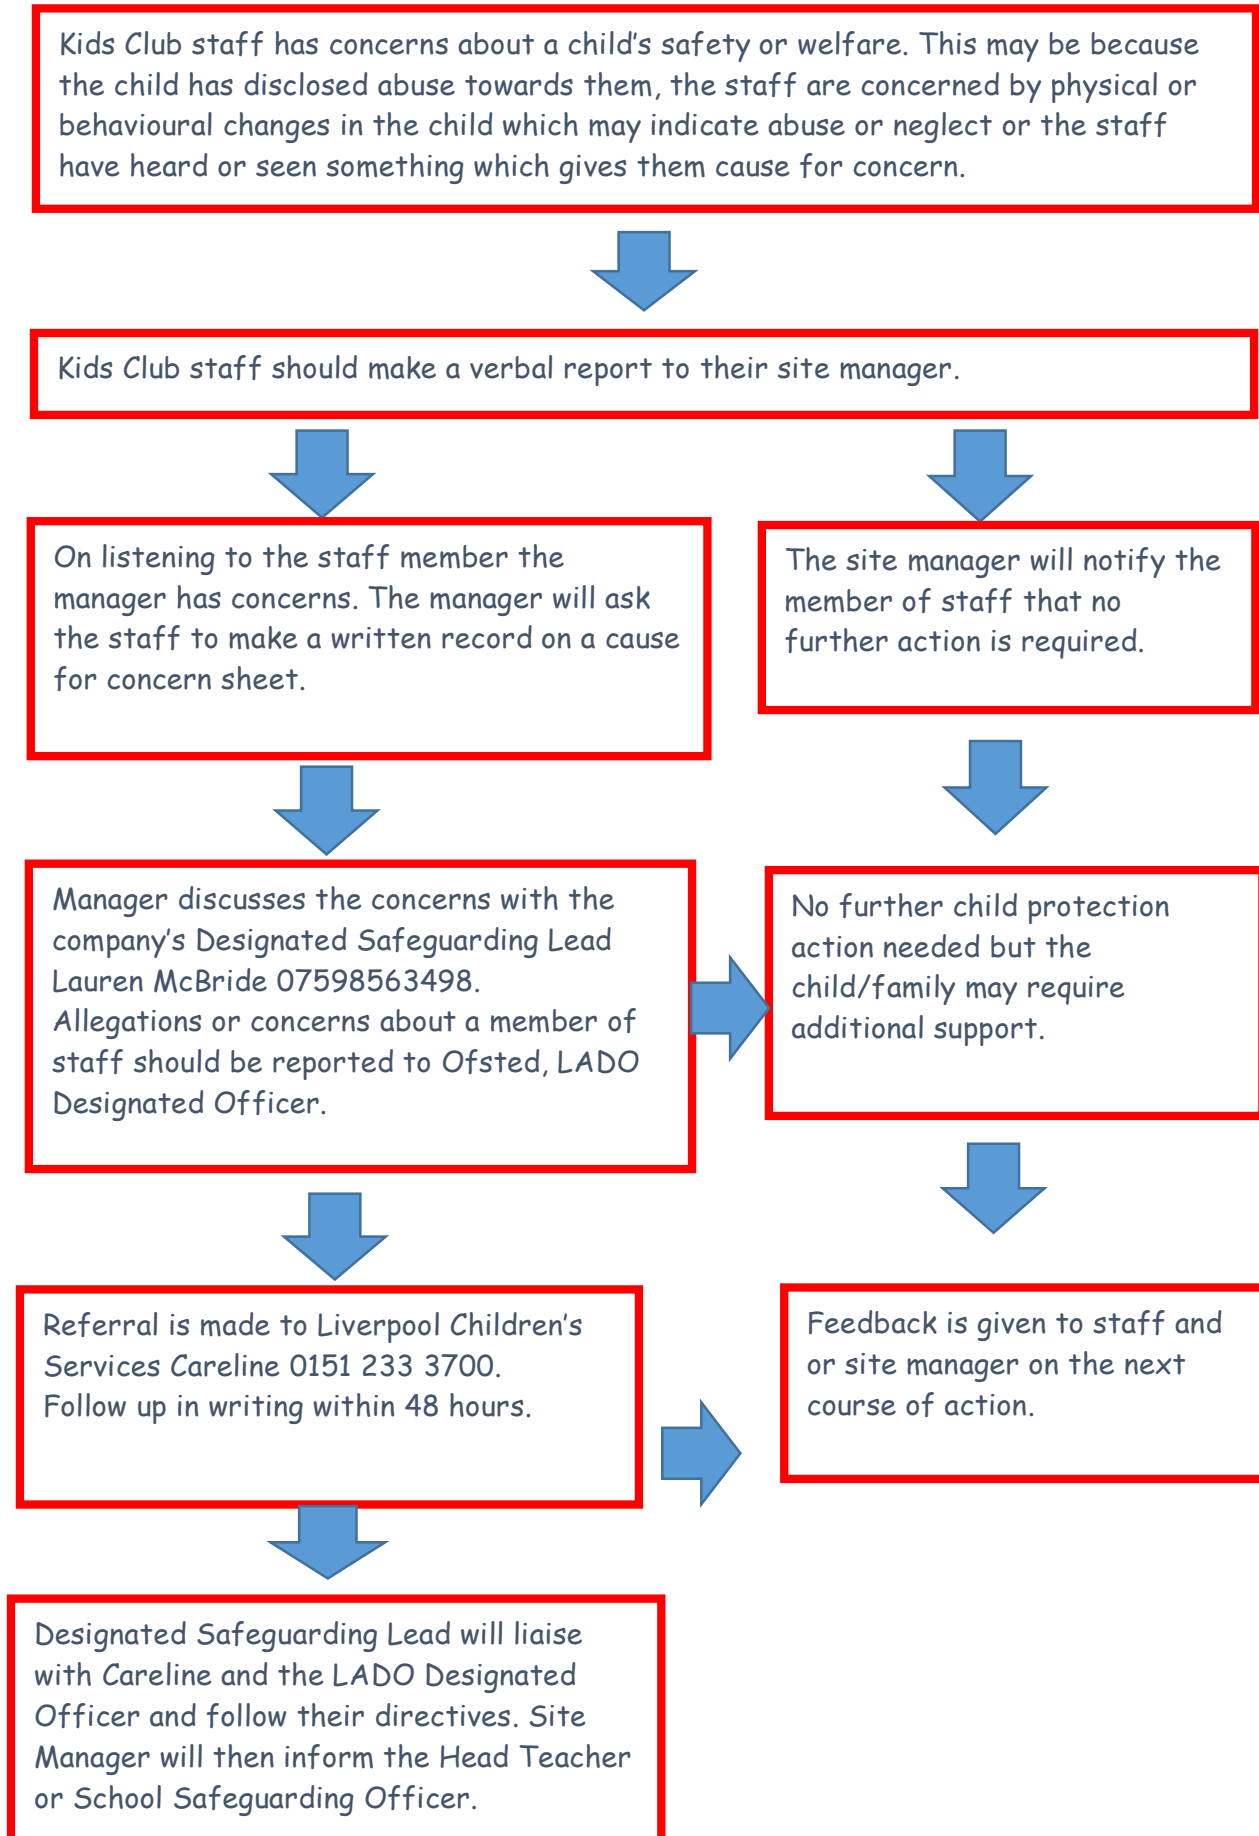 Kids Club staff has concerns about a child's safety or welfare. This may be because
the child has disclosed abuse towards them, the staff are concerned by physical or
behavioural changes in the child which may indicate abuse or neglect or the staff
have heard or seen something which gives them cause for concern.
Kids Club staff should make a verbal report to their site manager.
On listening to the staff member the
manager has concerns. The manager will ask
the staff to make a written record on a cause
for concern sheet.
The site manager will notify the
member of staff that no
further action is required.
Manager discusses the concerns with the
company's Designated Safeguarding Lead
Lauren McBride 07598563498.
Allegations or concerns about a member of
staff should be reported to Ofsted, LADO
Designated Officer.
No further child protection
action needed but the
child/family may require
additional support.
Referral is made to Liverpool Children's
Services Careline 0151 233 3700.
Follow up in writing within 48 hours.
Feedback is given to staff and
or site manager on the next
course of action.
Designated Safeguarding Lead will liaise
with Careline and the LADO Designated
Officer and follow their directives. Site
Manager will then inform the Head Teacher
or School Safeguarding Officer.